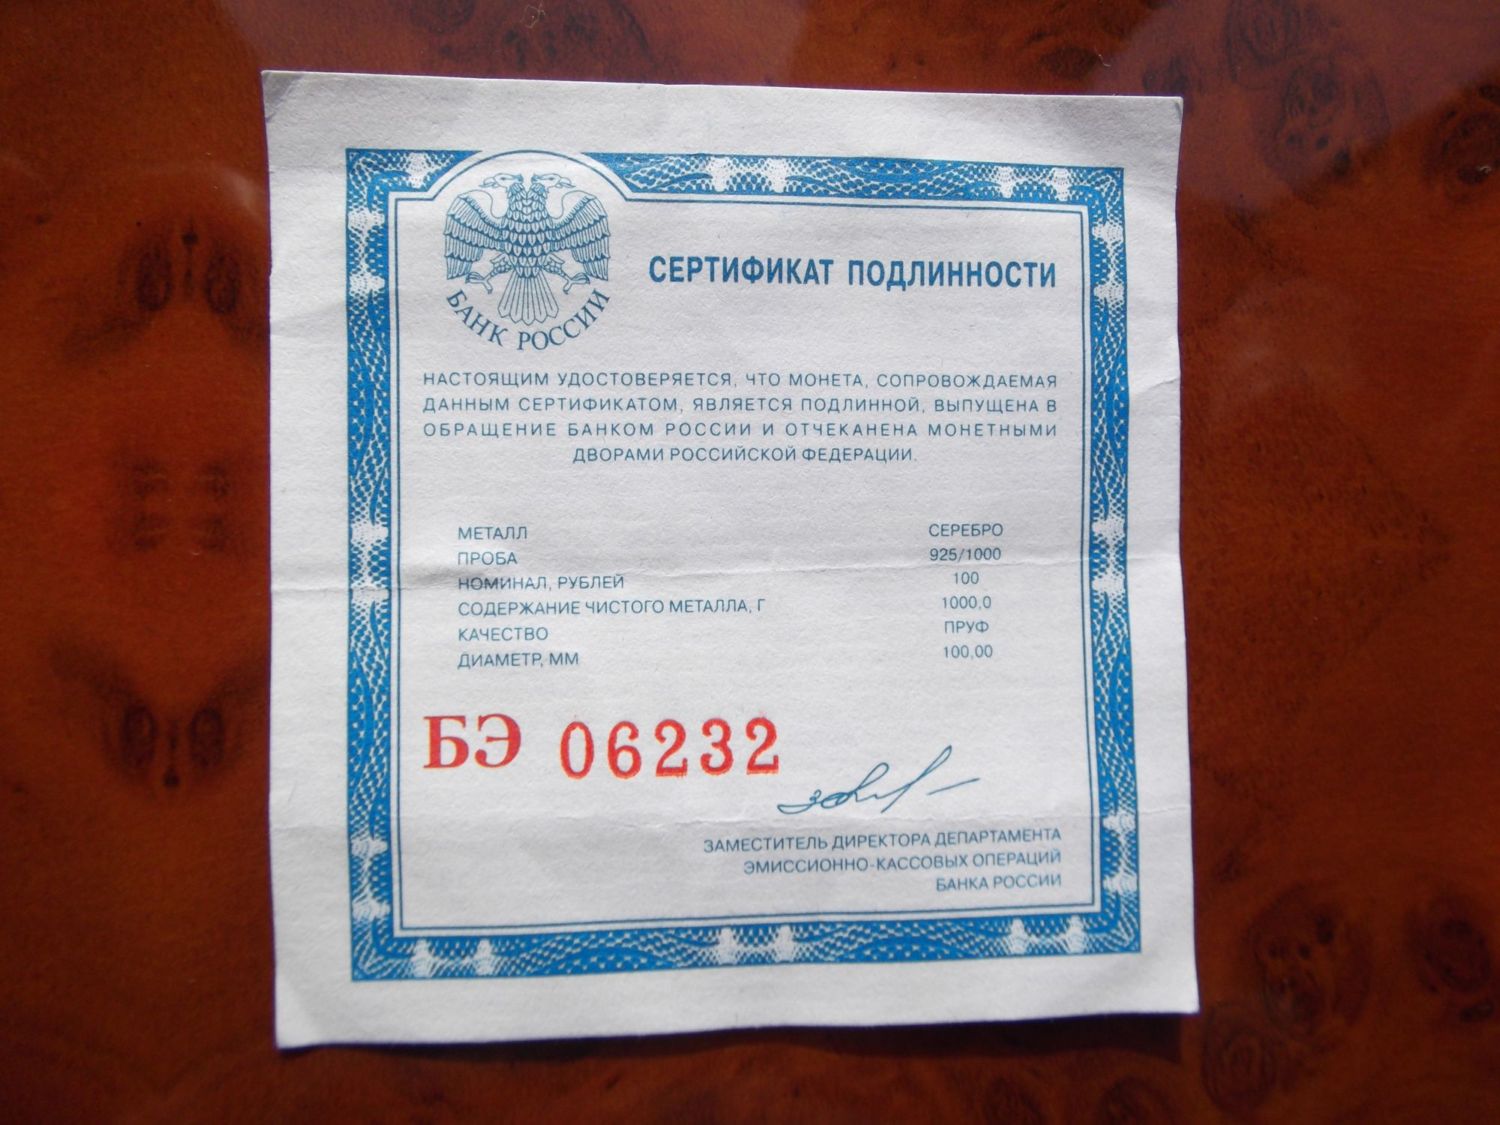 БАНК РОССИИ
СЕРТИФИКАТ ПОДЛИННОСТИ
НАСТОЯЩИМ УДОСТОВЕРЯЕТСЯ, ЧТО МОНЕТА, СОПРОВОЖДАЕМАЯ
ДАННЫМ СЕРТИФИКАТОМ, ЯВЛЯЕТСЯ ПОДЛИННОЙ, ВЫПУЩЕНА В
ОБРАЩЕНИЕ БАНКОМ РОССИИ И ОТЧЕКАНЕНА МОНЕТНЫМИ
ДВОРАМИ РОССИЙСКОЙ ФЕДЕРАЦИИ.
МЕТАЛЛ СЕРЕБРО
ПРОБА 925/1000
НОМИНАЛ, РУБЛЕЙ 100
СОДЕРЖАНИЕ ЧИСТОГО МЕТАЛЛА, Г 1000,0
КАЧЕСТВО ПРУФ
ДИАМЕТР, ММ 100,00
БЭ 06232
ЗАМЕСТИТЕЛЬ ДИРЕКТОРА ДЕПАРТАМЕНТА
ЭМИССИОННО-КАССОВЫХ ОПЕРАЦИЙ
БАНКА РОССИИ